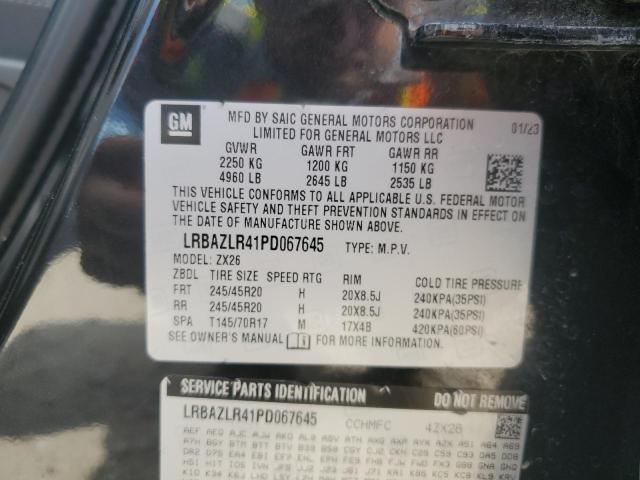 GM
MFD BY SAIC GENERAL MOTORS CORPORATION
LIMITED FOR GENERAL MOTORS LLC
01/23
GVWR GAWR FRT GAWR RR
2250 KG 1200 KG 1150 KG
4960 LB 2645 LB 2535 LB
THIS VEHICLE CONFORMS TO ALL APPLICABLE U.S. FEDERAL MOTOR
VEHICLE SAFETY AND THEFT PREVENTION STANDARDS IN EFFECT ON
THE DATE OF MANUFACTURE SHOWN ABOVE.
LRBAZLR41PD067645 TYPE: M.P.V.
MODEL: ZX26
ZBDL TIRE SIZE SPEED RTG RIM COLD TIRE PRESSURE
FRT 245/45R20 H 20X8.5J 240KPA(35PSI)
RR 245/45R20 H 20X8.5J 240KPA(35PSI)
SPA T145/70R17 M 17X4B 420KPA(60PSI)
SEE OWNER'S MANUAL FOR MORE INFORMATION
SERVICE PARTS IDENTIFICATION DO NOT REMOVE
LRBAZLR41PD067645 CCHMFC 4ZX26